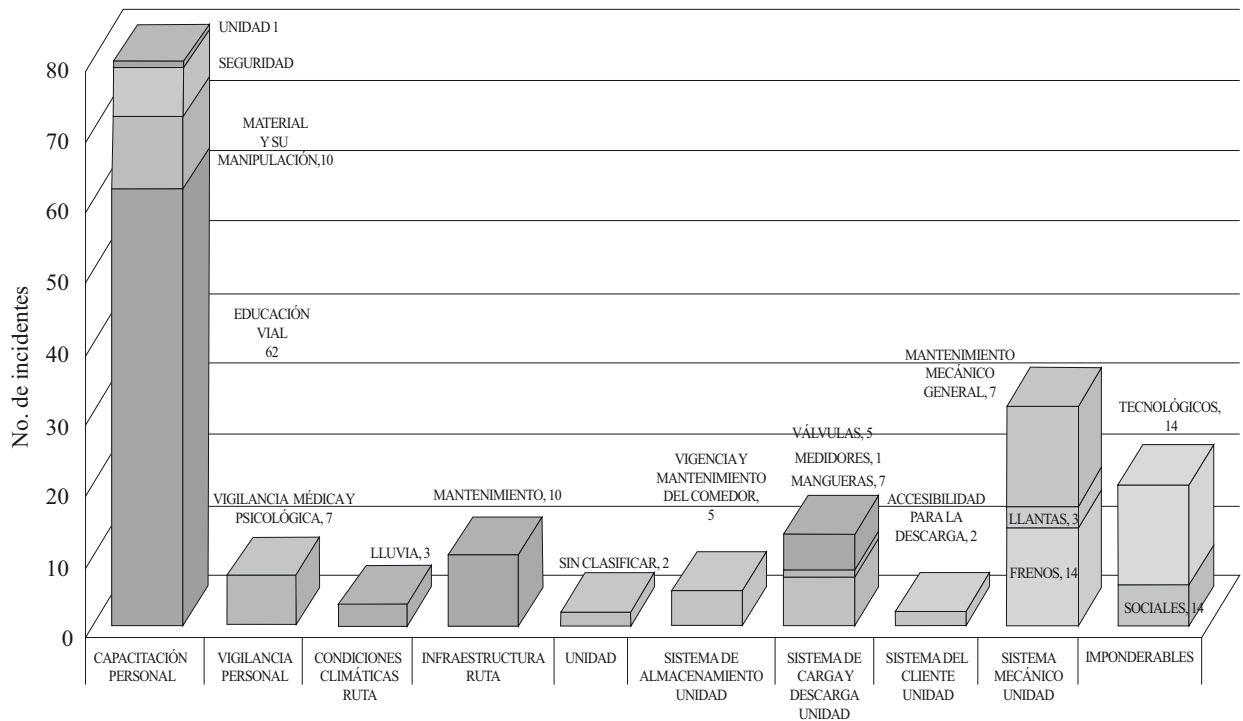 UNIDAD 1
SEGURIDAD
MATERIAL
Y SU
MANIPULACIÓN,10
EDUCACIÓN
VIAL
62
VIGILANCIA MÉDICA Y
PSICOLÓGICA, 7
LLUVIA, 3
MANTENIMIENTO, 10
SIN CLASIFICAR, 2
VIGENCIA Y
MANTENIMIENTO
DEL COMEDOR,
5
VÁLVULAS, 5
MEDIDORES, 1
MANGUERAS, 7
ACCESIBILIDAD
PARA LA
DESCARGA, 2
MANTENIMIENTO
MECÁNICO
GENERAL, 7
LLANTAS, 3
FRENOS, 14
TECNOLÓGICOS,
14
SOCIALES, 14
No. de incidentes
80
70
60
50
40
30
20
10
0
CAPACITACIÓN
PERSONAL
VIGILANCIA
PERSONAL
CONDICIONES
CLIMÁTICAS
RUTA
INFRAESTRUCTURA
RUTA
UNIDAD
SISTEMA DE
ALMACENAMIENTO
UNIDAD
SISTEMA DE
CARGA Y
DESCARGA
UNIDAD
SISTEMA DEL
CLIENTE
UNIDAD
SISTEMA
MECÁNICO
UNIDAD
IMPONDERABLES